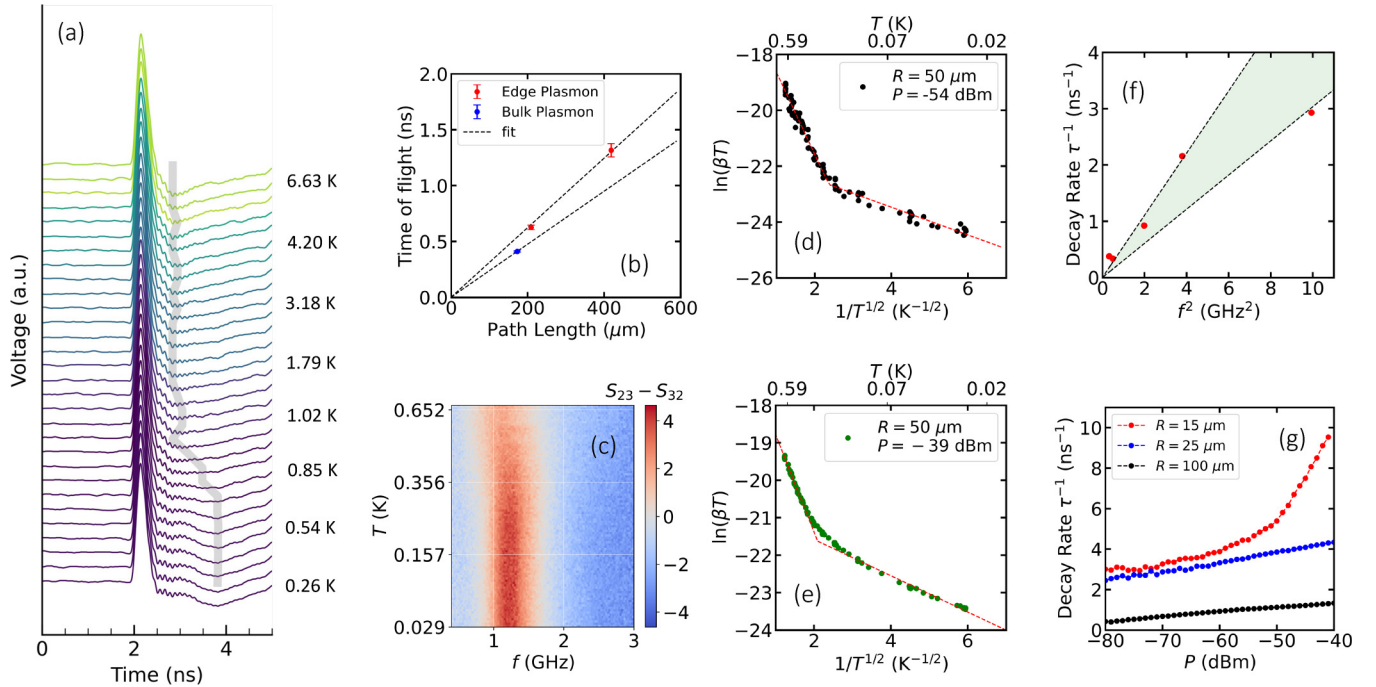 (a)
Voltage (a.u.)
6.63 K
4.20 K
3.18 K
1.79 K
1.02 K
0.85 K
0.54 K
0.26 K
0
2
4
Time (ns)
Time of flight (ns)
2.0
1.5
1.0
0.5
0.0
Edge Plasmon
Bulk Plasmon
fit
(b)
0
200
400
600
Path Length (μm)
S₂₃ − S₃₂
(c)
T (K)
0.652
0.356
0.157
0.029
1
2
3
f (GHz)
4
2
0
−2
−4
T (K)
0.59
0.07
0.02
ln(βT)
−18
−20
−22
−24
−26
R = 50 μm
P = -54 dBm
(d)
2
4
6
1/T^{1/2} (K^{−1/2})
T (K)
0.59
0.07
0.02
ln(βT)
−18
−19
−20
−21
−22
−23
−24
R = 50 μm
P = − 39 dBm
(e)
2
4
6
1/T^{1/2} (K^{−1/2})
Decay Rate τ⁻¹ (ns⁻¹)
4
3
2
1
0
(f)
0
2
4
6
8
10
f² (GHz²)
Decay Rate τ⁻¹ (ns⁻¹)
10
8
6
4
2
0
R = 15 μm
R = 25 μm
R = 100 μm
(g)
−80
−70
−60
−50
−40
P (dBm)